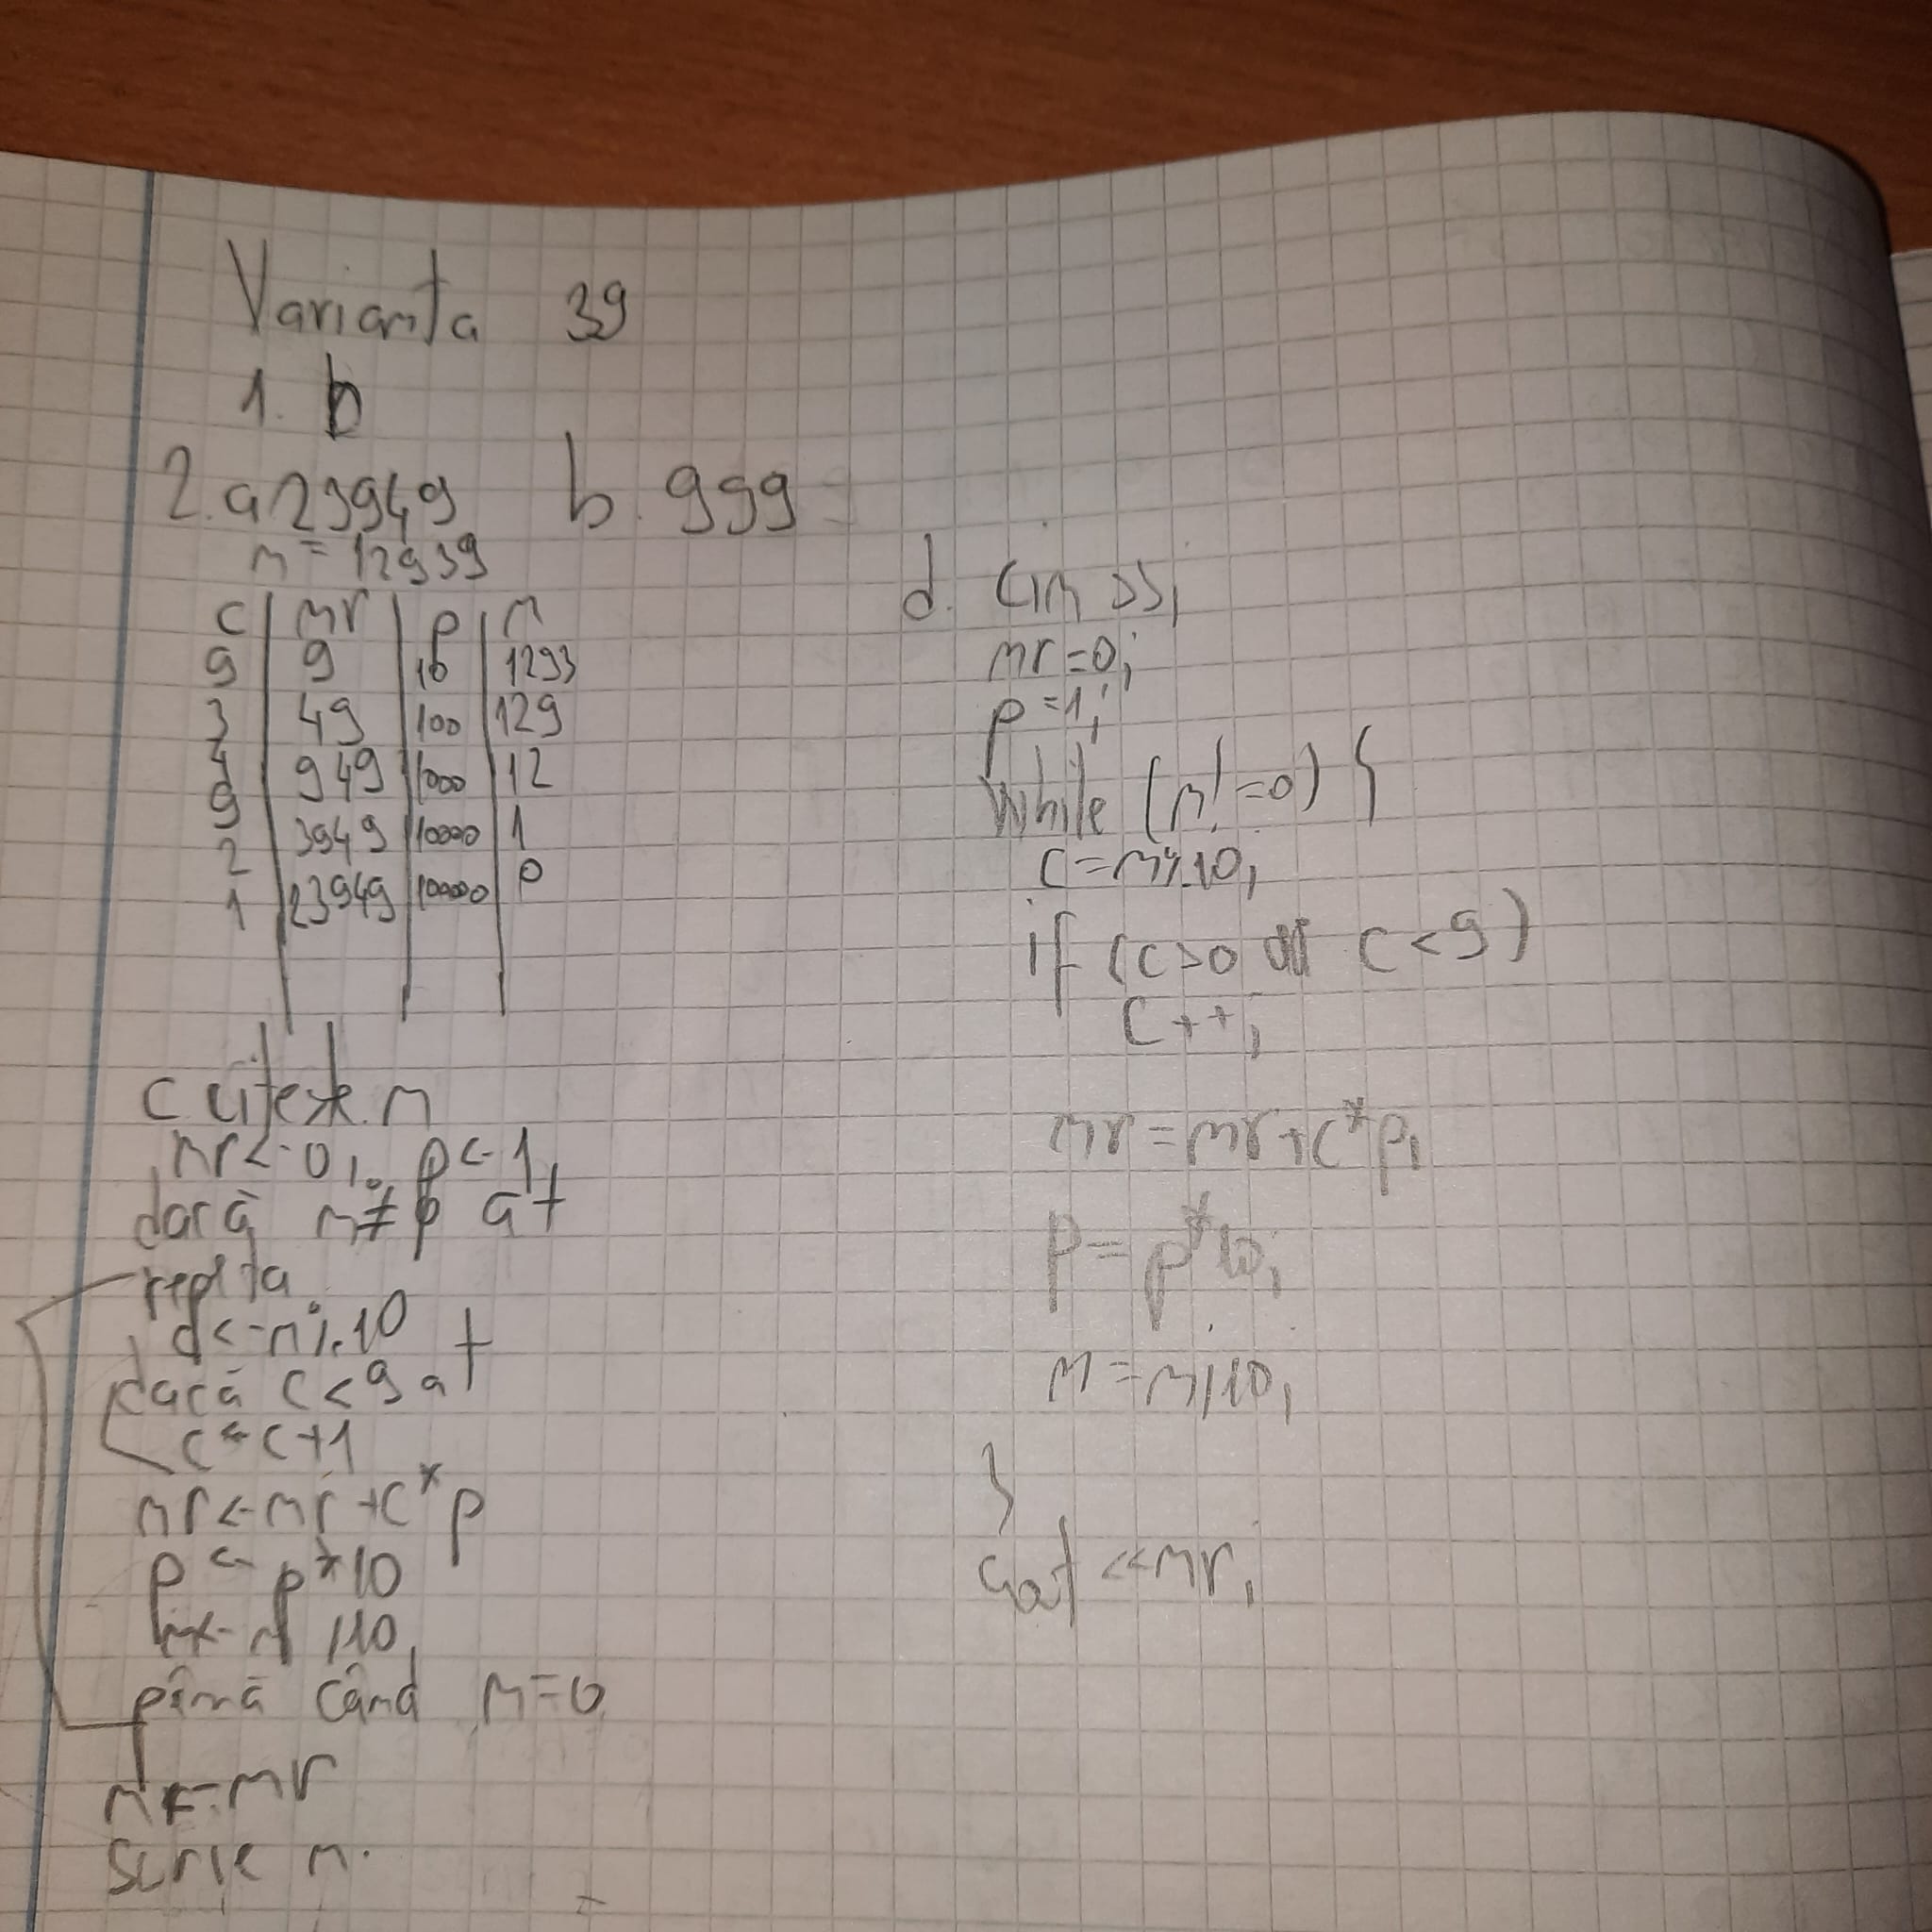 Varianta 39
1. b
2. a 23949 b. 999
n = 12939
c | nr | p | n
9 | 9 | 10 | 1293
3 | 49 | 100 | 129
4 | 949 | 1000 | 12
9 | 3949 | 10000 | 1
2 | 23949 | 10000 | 0
1
c citește n
nr <- 0; p <- 1
dacă n≠0 at
repetă
c <- n%10
dacă c<9 at
c <- c+1
nr <- nr+c*p
p <- p*10
n <- n/10
până când n=0
n <- nr
scrie n.
d. cin >>;
nr=0;
p=1;
while (n!=0) {
c=n%10;
if (c>0 c<9)
c++;
nr=nr+c*p;
p=p*10;
n=n/10;
}
cout <<nr;